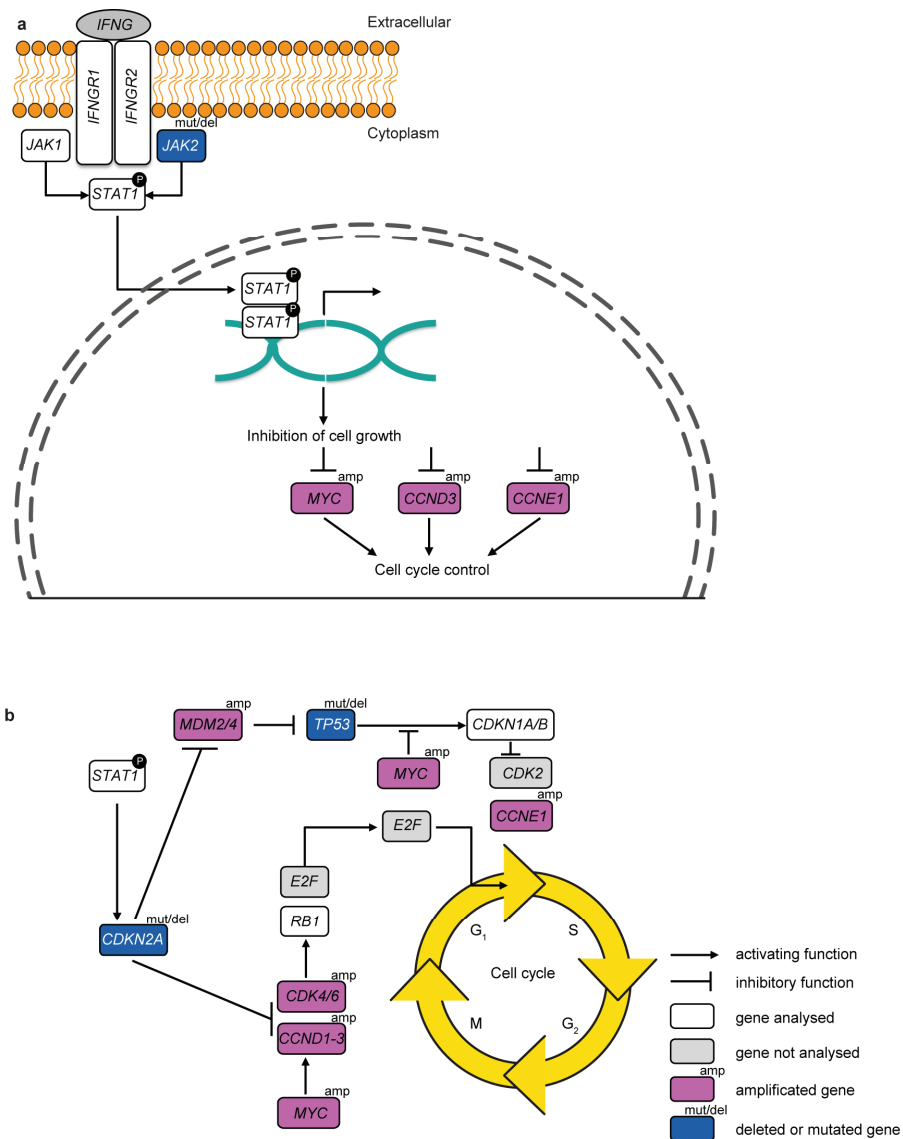 a
IFNG
Extracellular
IFNGR1
IFNGR2
Cytoplasm
mut/del
JAK1
JAK2
P
STAT1
P
STAT1
P
STAT1
Inhibition of cell growth
amp
amp
amp
MYC
CCND3
CCNE1
Cell cycle control
b
amp
mut/del
MDM2/4
TP53
CDKN1A/B
P
STAT1
amp
MYC
CDK2
amp
CCNE1
E2F
E2F
RB1
mut/del
CDKN2A
G1
S
Cell cycle
M
G2
amp
CDK4/6
amp
CCND1-3
amp
MYC
activating function
inhibitory function
gene analysed
gene not analysed
amp
amplificated gene
mut/del
deleted or mutated gene